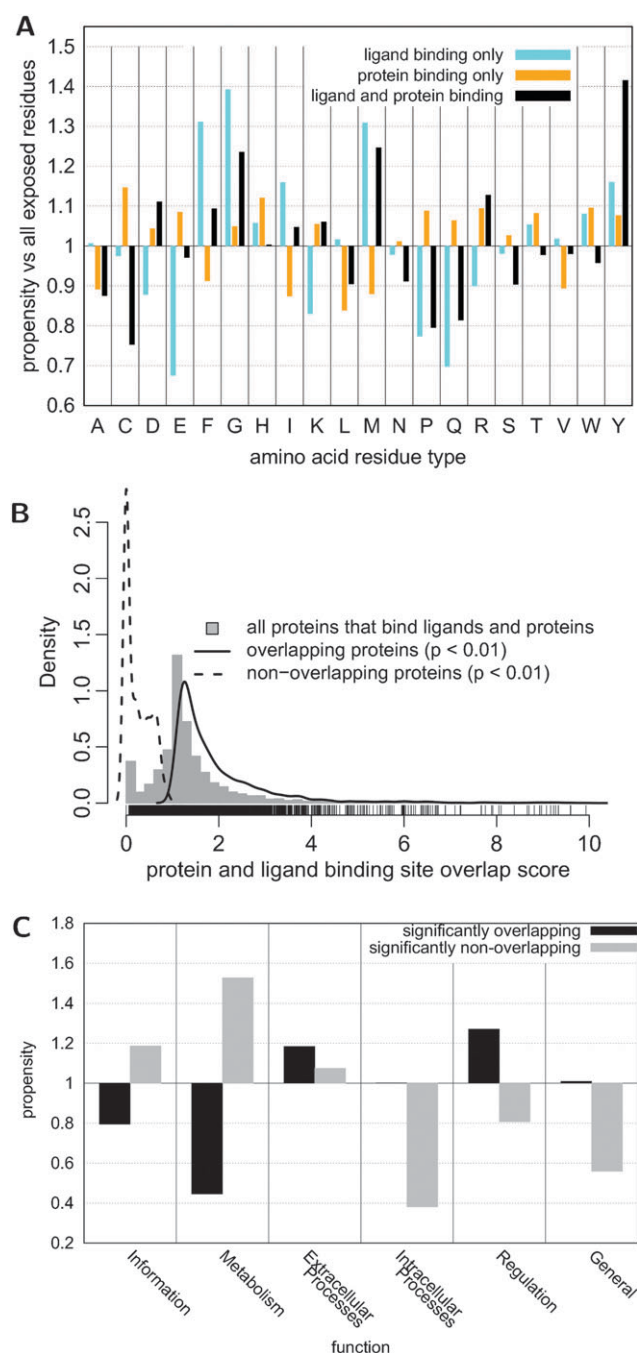 A
1.5
1.4
1.3
1.2
1.1
1
0.9
0.8
0.7
0.6
propensity vs all exposed residues
ligand binding only
protein binding only
ligand and protein binding
A C D E F G H I K L M N P Q R S T V W Y
amino acid residue type
B
2.5
2.0
1.5
1.0
0.5
0.0
Density
all proteins that bind ligands and proteins
overlapping proteins (p < 0.01)
non−overlapping proteins (p < 0.01)
0 2 4 6 8 10
protein and ligand binding site overlap score
C
1.8
1.6
1.4
1.2
1
0.8
0.6
0.4
0.2
propensity
significantly overlapping
significantly non-overlapping
Information
Metabolism
Extracellular
Processes
Intracellular
Processes
Regulation
General
function